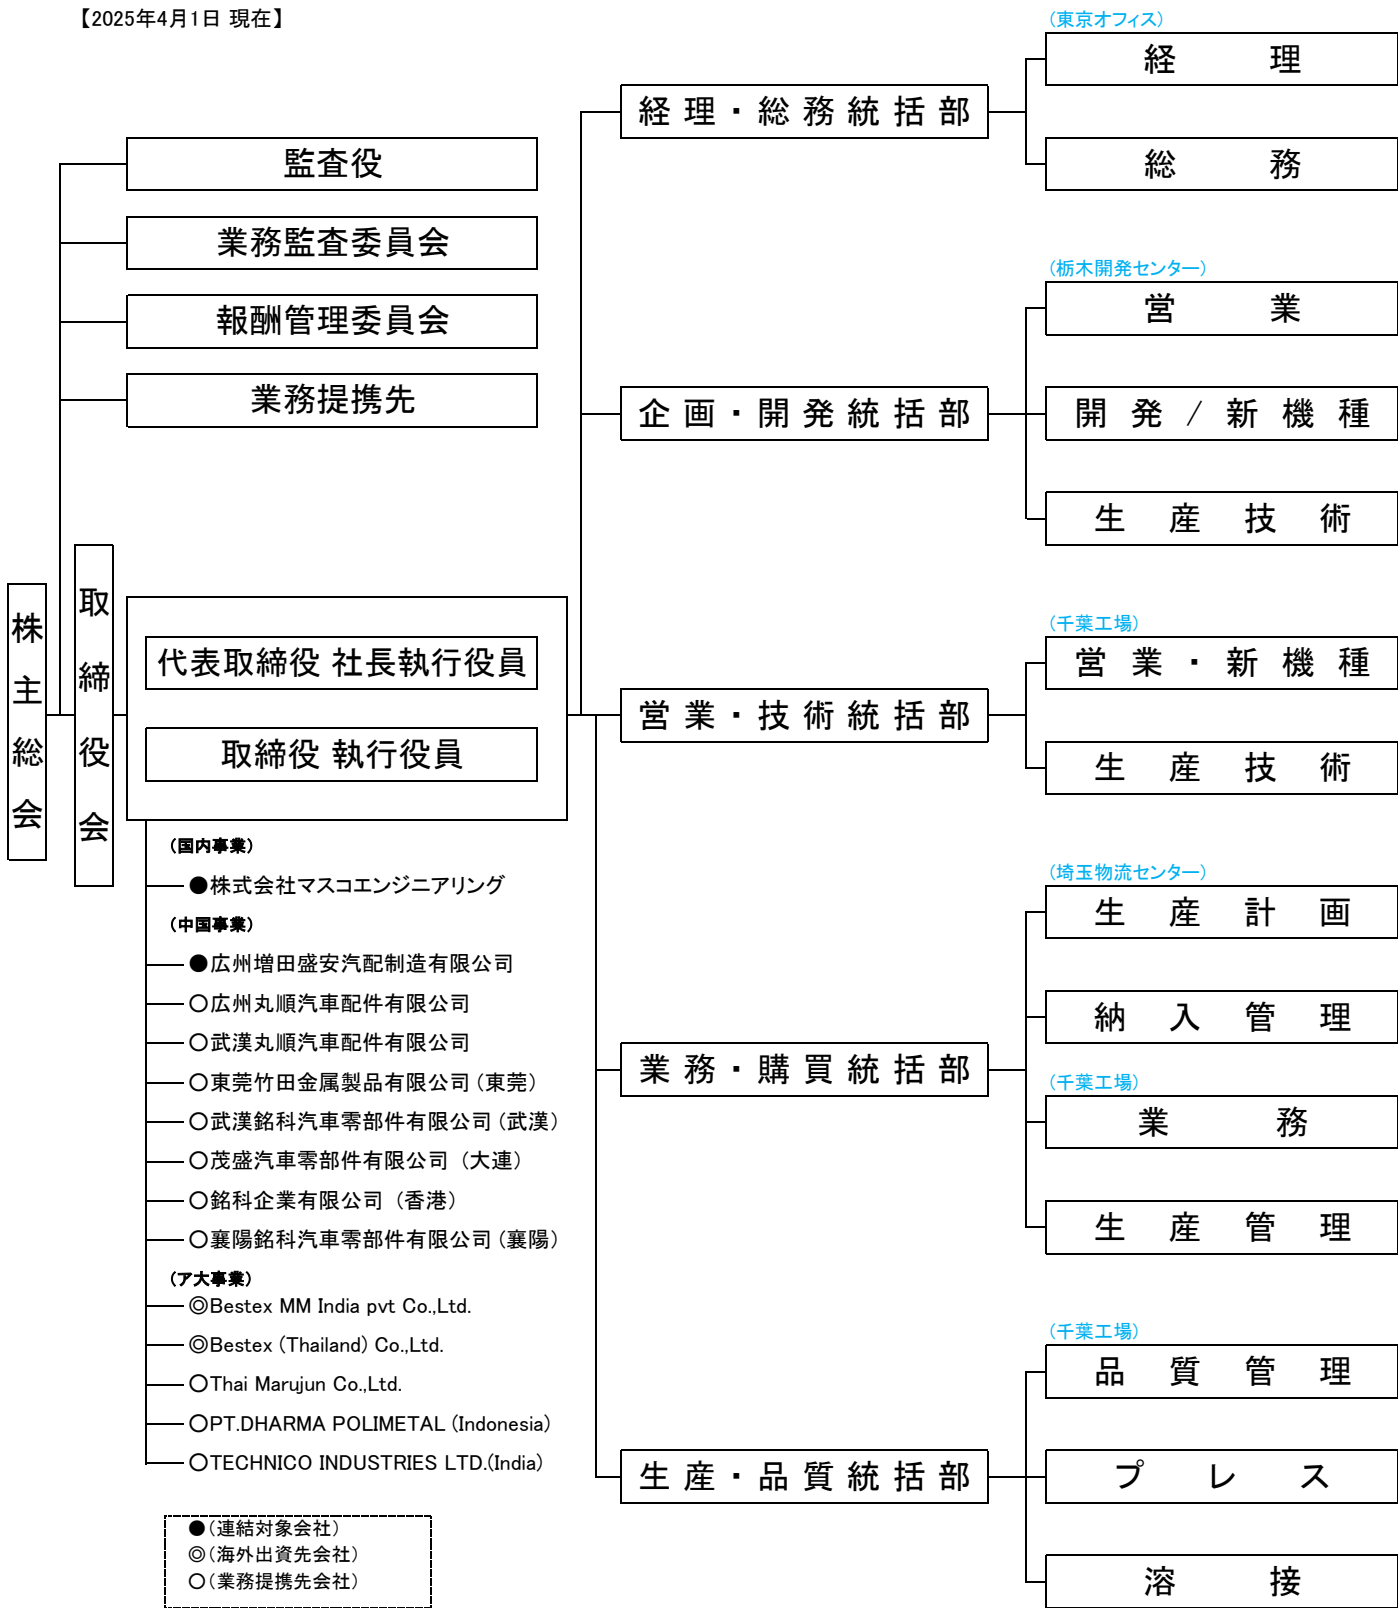 【2025年4月1日 現在】
株主総会
取締役会
監査役
業務監査委員会
報酬管理委員会
業務提携先
代表取締役 社長執行役員
取締役 執行役員
(国内事業)
●株式会社マスコエンジニアリング
(中国事業)
●広州増田盛安汽配制造有限公司
○広州丸順汽車配件有限公司
○武漢丸順汽車配件有限公司
○東莞竹田金属製品有限公司(東莞)
○武漢銘科汽車零部件有限公司(武漢)
○茂盛汽車零部件有限公司 (大連)
○銘科企業有限公司 (香港)
○襄陽銘科汽車零部件有限公司(襄陽)
(ア大事業)
◎Bestex MM India pvt Co.,Ltd.
◎Bestex (Thailand) Co.,Ltd.
○Thai Marujun Co.,Ltd.
○PT.DHARMA POLIMETAL (Indonesia)
○TECHNICO INDUSTRIES LTD.(India)
●(連結対象会社)
◎(海外出資先会社)
○(業務提携先会社)
経理・総務統括部
(東京オフィス)
経理
総務
企画・開発統括部
(栃木開発センター)
営業
開発/新機種
生産技術
営業・技術統括部
(千葉工場)
営業・新機種
生産技術
業務・購買統括部
(埼玉物流センター)
生産計画
納入管理
(千葉工場)
業務
生産管理
生産・品質統括部
(千葉工場)
品質管理
プレス
溶接